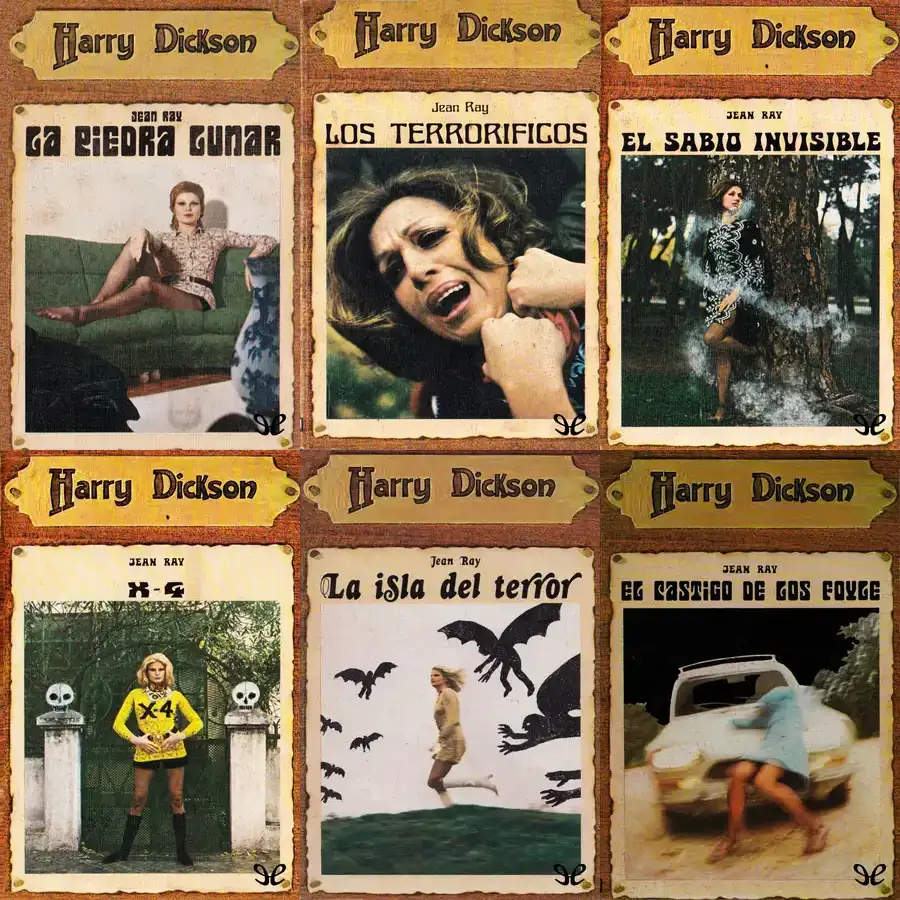 Harry Dickson
JEAN RAY
LA PIEDRA LUNAR
Harry Dickson
Jean Ray
LOS TERRORIFICOS
Harry Dickson
JEAN RAY
EL SABIO INVISIBLE
Harry Dickson
JEAN RAY
X-4
X-4
Harry Dickson
Jean Ray
La isla del terror
Harry Dickson
JEAN RAY
EL CASTIGO DE LOS FOYLE